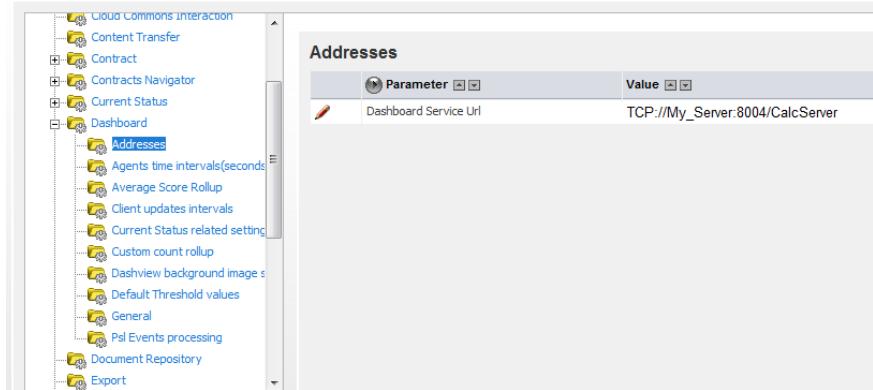 Cloud Commons Interaction
Content Transfer
Contract
Contracts Navigator
Current Status
Dashboard
Addresses
Agents time intervals(seconds
Average Score Rollup
Client updates intervals
Current Status related setting
Custom count rollup
Dashview background image s
Default Threshold values
General
Psl Events processing
Document Repository
Export
Addresses
Parameter Value
Dashboard Service Url TCP://My_Server:8004/CalcServer